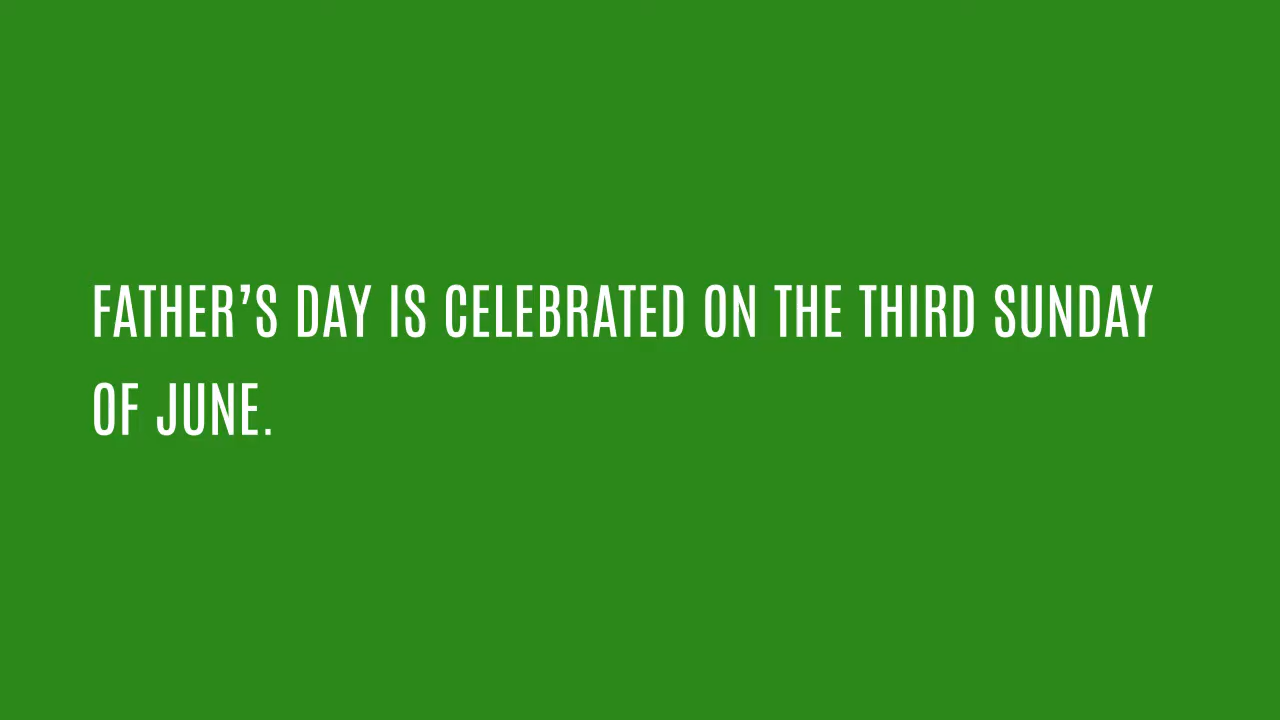 FATHER’S DAY IS CELEBRATED ON THE THIRD SUNDAY
OF JUNE.